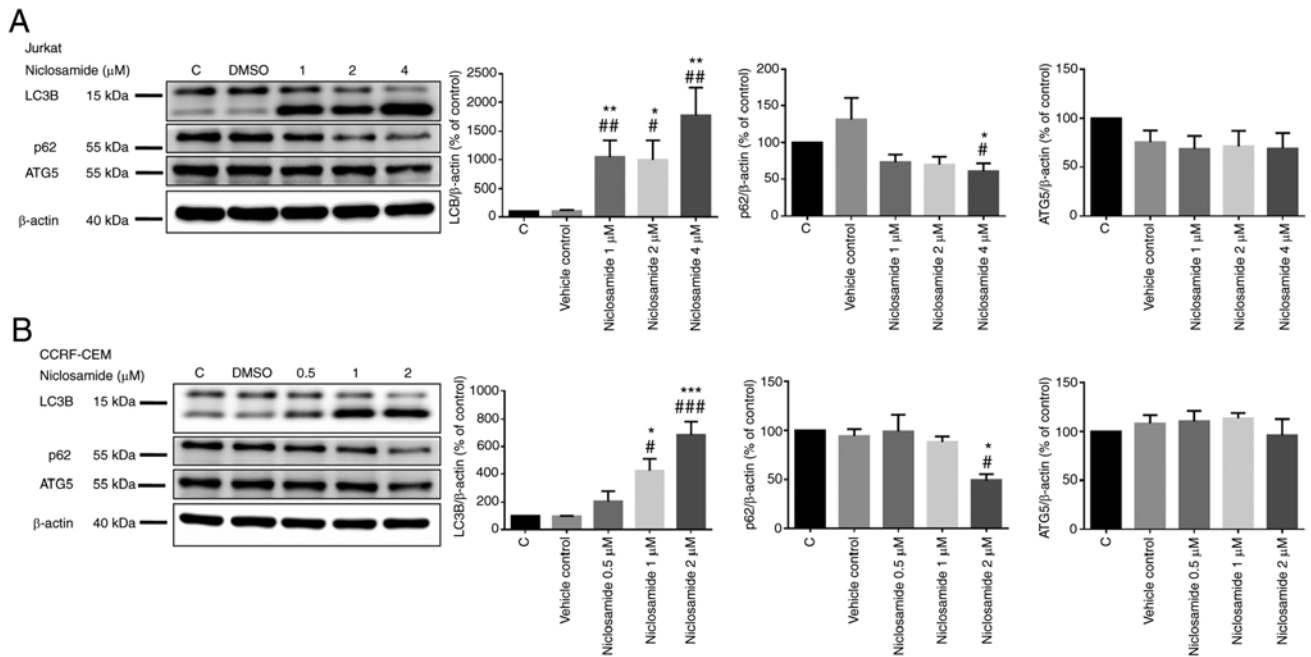 A
Jurkat
Niclosamide (μM) C DMSO 1 2 4
LC3B 15 kDa
p62 55 kDa
ATG5 55 kDa
β-actin 40 kDa
LCB/β-actin (% of control)
2500
2000
1500
1000
500
0
** ## * # ** ##
C
Vehicle control
Niclosamide 1 μM
Niclosamide 2 μM
Niclosamide 4 μM
p62/β-actin (% of control)
200
150
100
50
0
* #
C
Vehicle control
Niclosamide 1 μM
Niclosamide 2 μM
Niclosamide 4 μM
ATG5/β-actin (% of control)
150
100
50
0
C
Vehicle control
Niclosamide 1 μM
Niclosamide 2 μM
Niclosamide 4 μM
B
CCRF-CEM
Niclosamide (μM) C DMSO 0.5 1 2
LC3B 15 kDa
p62 55 kDa
ATG5 55 kDa
β-actin 40 kDa
LC3B/β-actin (% of control)
1000
800
600
400
200
0
* # *** ###
C
Vehicle control
Niclosamide 0.5 μM
Niclosamide 1 μM
Niclosamide 2 μM
p62/β-actin (% of control)
150
100
50
0
* #
C
Vehicle control
Niclosamide 0.5 μM
Niclosamide 1 μM
Niclosamide 2 μM
ATG5/β-actin (% of control)
150
100
50
0
C
Vehicle control
Niclosamide 0.5 μM
Niclosamide 1 μM
Niclosamide 2 μM